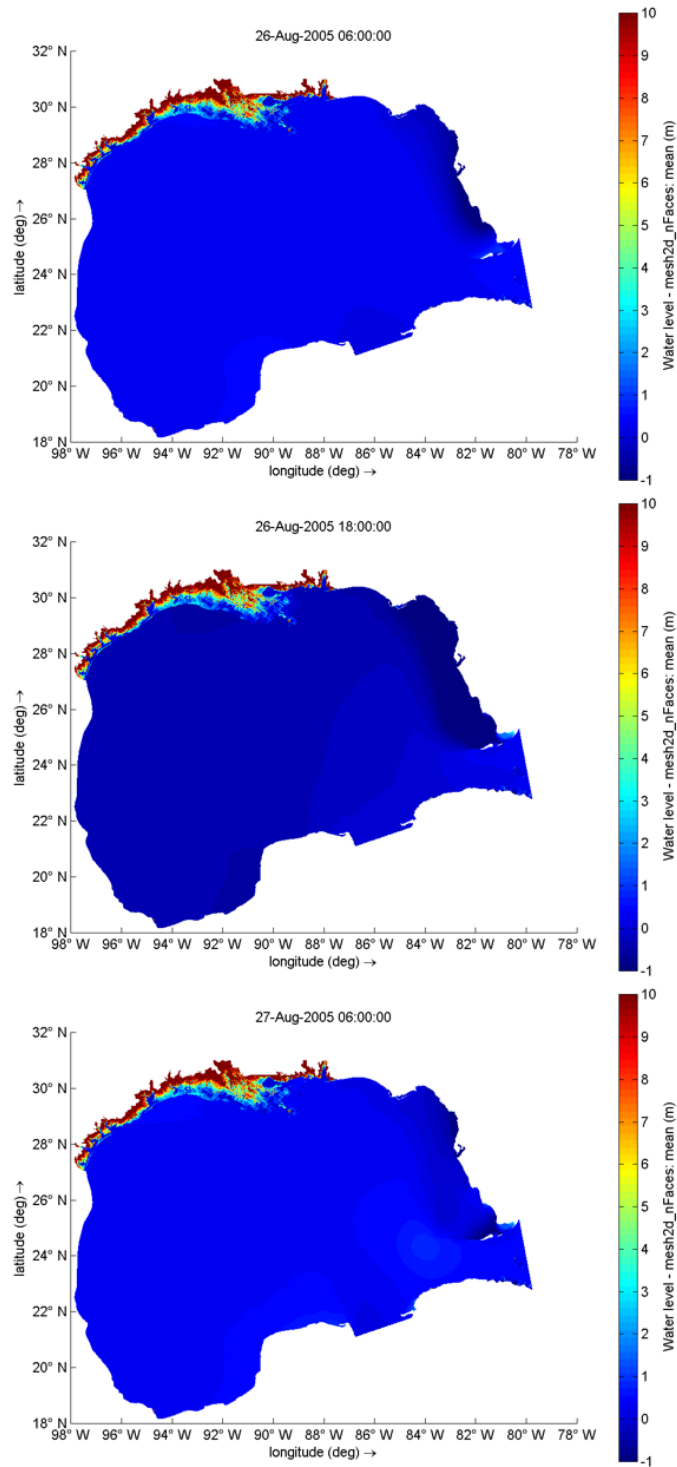 26-Aug-2005 06:00:00
32° N
30° N
28° N
26° N
24° N
22° N
20° N
18° N
latitude (deg) →
98° W 96° W 94° W 92° W 90° W 88° W 86° W 84° W 82° W 80° W 78° W
longitude (deg) →
10
9
8
7
6
5
4
3
2
1
0
-1
Water level - mesh2d_nFaces: mean (m)
26-Aug-2005 18:00:00
32° N
30° N
28° N
26° N
24° N
22° N
20° N
18° N
latitude (deg) →
98° W 96° W 94° W 92° W 90° W 88° W 86° W 84° W 82° W 80° W 78° W
longitude (deg) →
10
9
8
7
6
5
4
3
2
1
0
-1
Water level - mesh2d_nFaces: mean (m)
27-Aug-2005 06:00:00
32° N
30° N
28° N
26° N
24° N
22° N
20° N
18° N
latitude (deg) →
98° W 96° W 94° W 92° W 90° W 88° W 86° W 84° W 82° W 80° W 78° W
longitude (deg) →
10
9
8
7
6
5
4
3
2
1
0
-1
Water level - mesh2d_nFaces: mean (m)